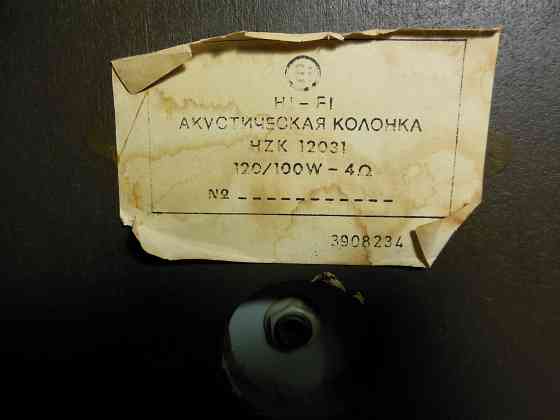 HI-FI
АКУСТИЧЕСКАЯ КОЛОНКА
HZK 12031
120/100W - 4Ω
№ ------------
3908234